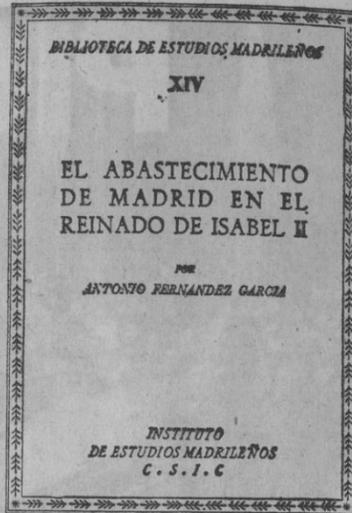 BIBLIOTECA DE ESTUDIOS MADRILEÑOS
XIV
EL ABASTECIMIENTO
DE MADRID EN EL
REINADO DE ISABEL II
POR
ANTONIO FERNANDEZ GARCIA
INSTITUTO
DE ESTUDIOS MADRILEÑOS
C.S.I.C